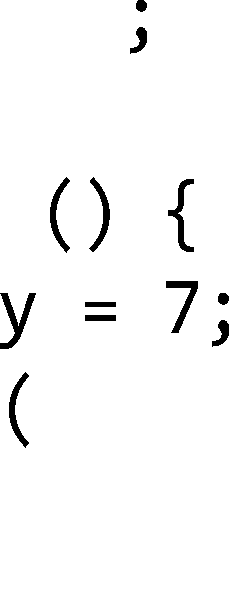 ;
() {
y = 7;
(